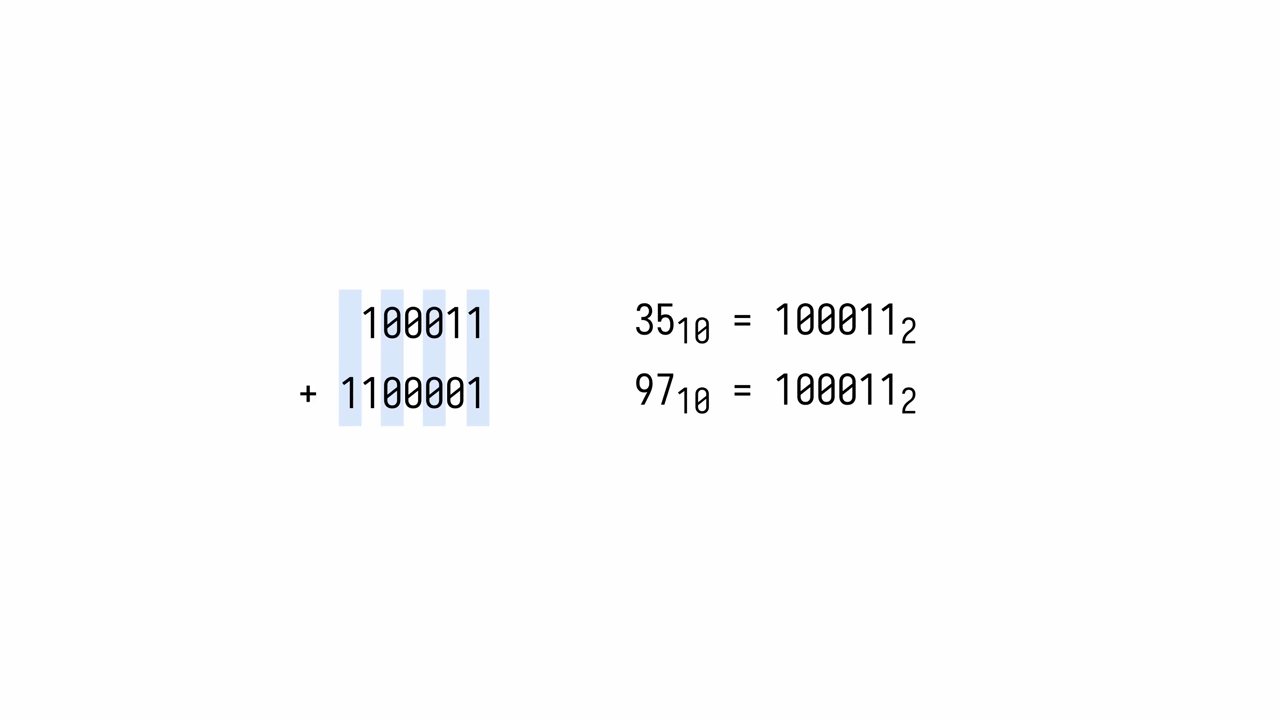 100011
+ 1100001
35₁₀ = 100011₂
97₁₀ = 100011₂